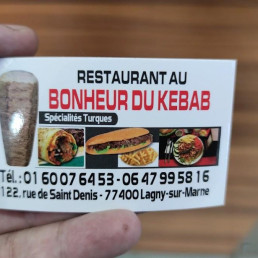 RESTAURANT AU
BONHEUR DU KEBAB
Spécialités Turques
Tél.: 01 60 07 64 53 - 06 47 99 58 16
122, rue de Saint Denis - 77400 Lagny-sur-Marne